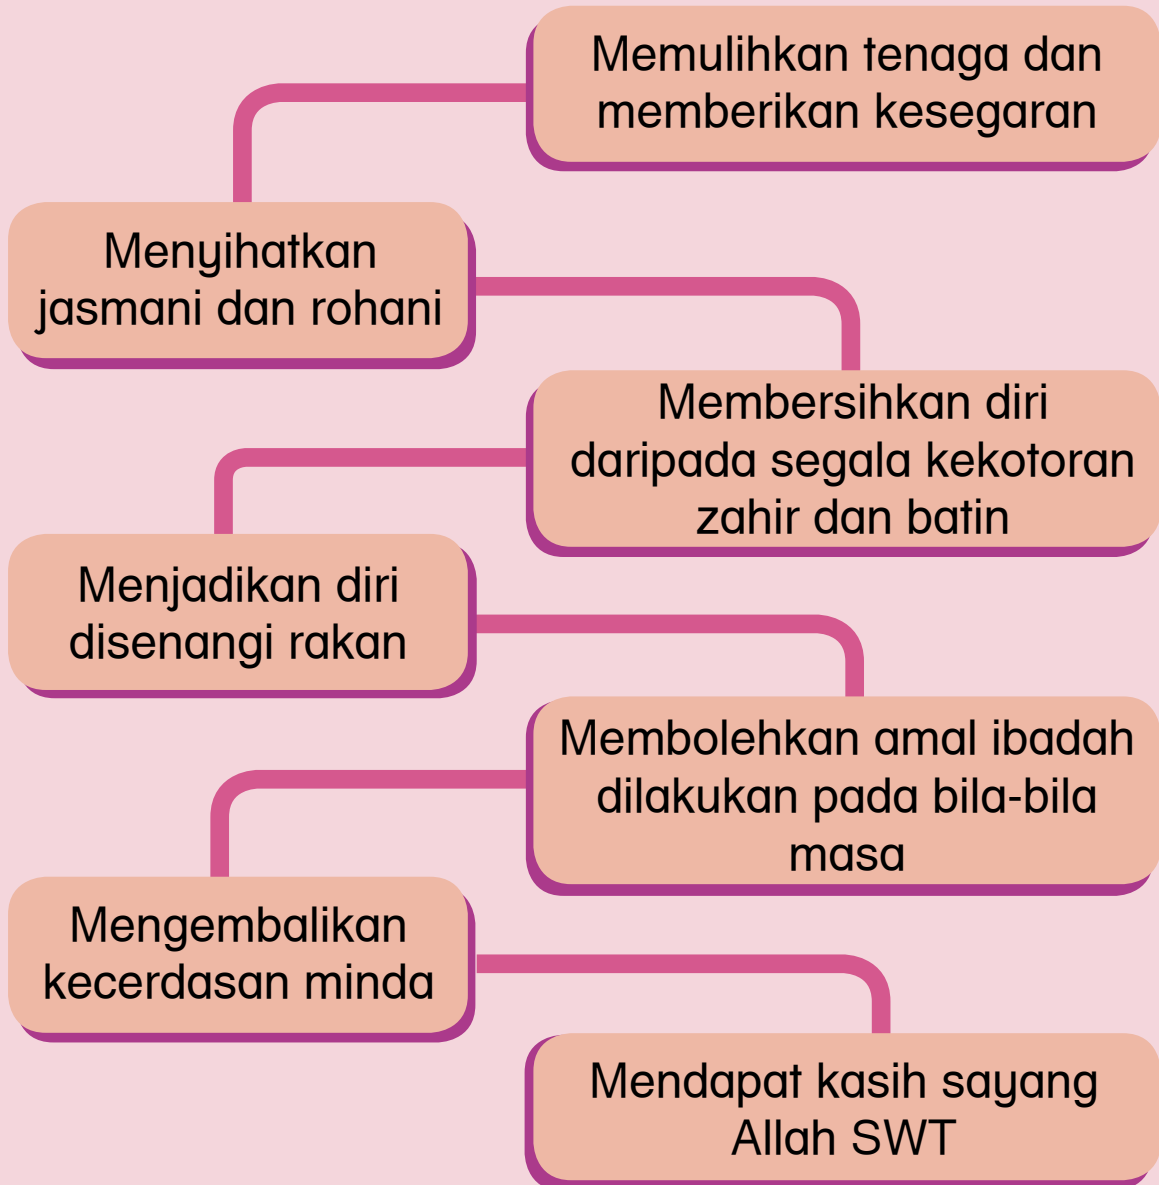 Memulihkan tenaga dan
memberikan kesegaran
Menyihatkan
jasmani dan rohani
Membersihkan diri
daripada segala kekotoran
zahir dan batin
Menjadikan diri
disenangi rakan
Membolehkan amal ibadah
dilakukan pada bila-bila
masa
Mengembalikan
kecerdasan minda
Mendapat kasih sayang
Allah SWT